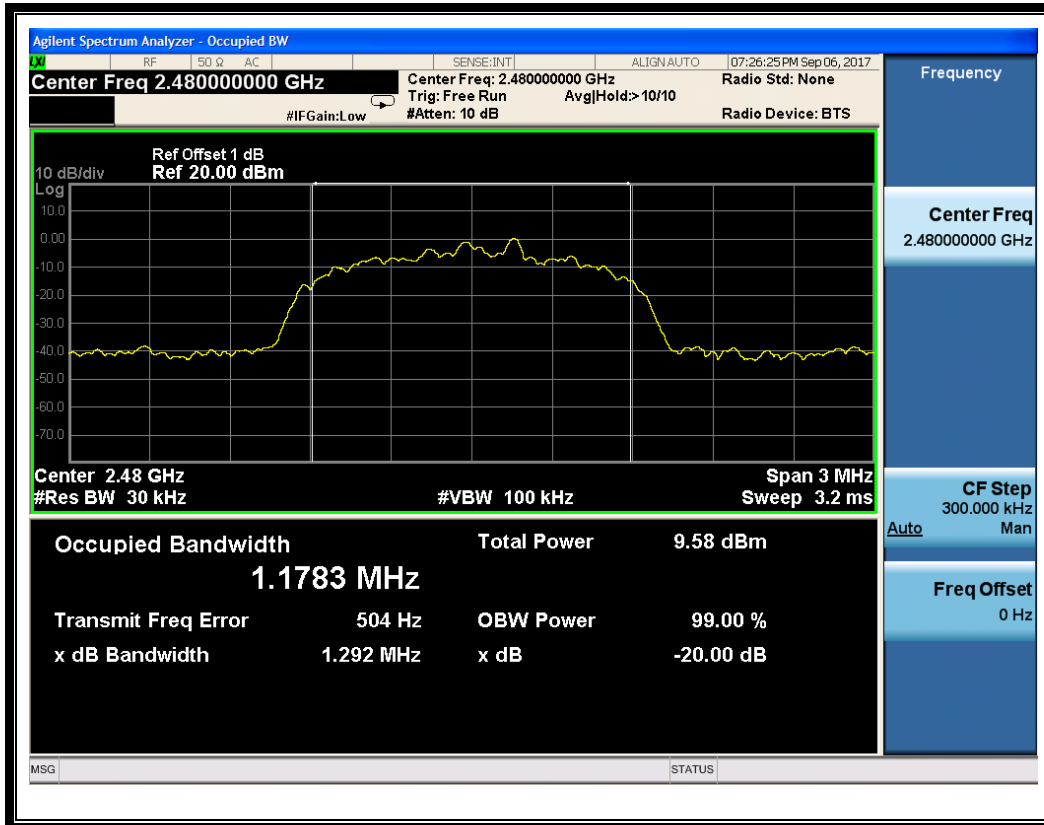 Agilent Spectrum Analyzer - Occupied BW
LXI RF 50 Ω AC SENSE:INT ALIGN AUTO 07:26:25 PM Sep 06, 2017
Center Freq 2.480000000 GHz
Center Freq: 2.480000000 GHz
Radio Std: None
Trig: Free Run Avg|Hold:> 10/10
#IFGain:Low #Atten: 10 dB Radio Device: BTS
Frequency
Ref Offset 1 dB
10 dB/div Ref 20.00 dBm
Log
10.0
0.00
-10.0
-20.0
-30.0
-40.0
-50.0
-60.0
-70.0
Center 2.48 GHz Span 3 MHz
#Res BW 30 kHz #VBW 100 kHz Sweep 3.2 ms
Occupied Bandwidth Total Power 9.58 dBm
1.1783 MHz
Transmit Freq Error 504 Hz OBW Power 99.00 %
x dB Bandwidth 1.292 MHz x dB -20.00 dB
Center Freq
2.480000000 GHz
CF Step
300.000 kHz
Auto Man
Freq Offset
0 Hz
MSG STATUS